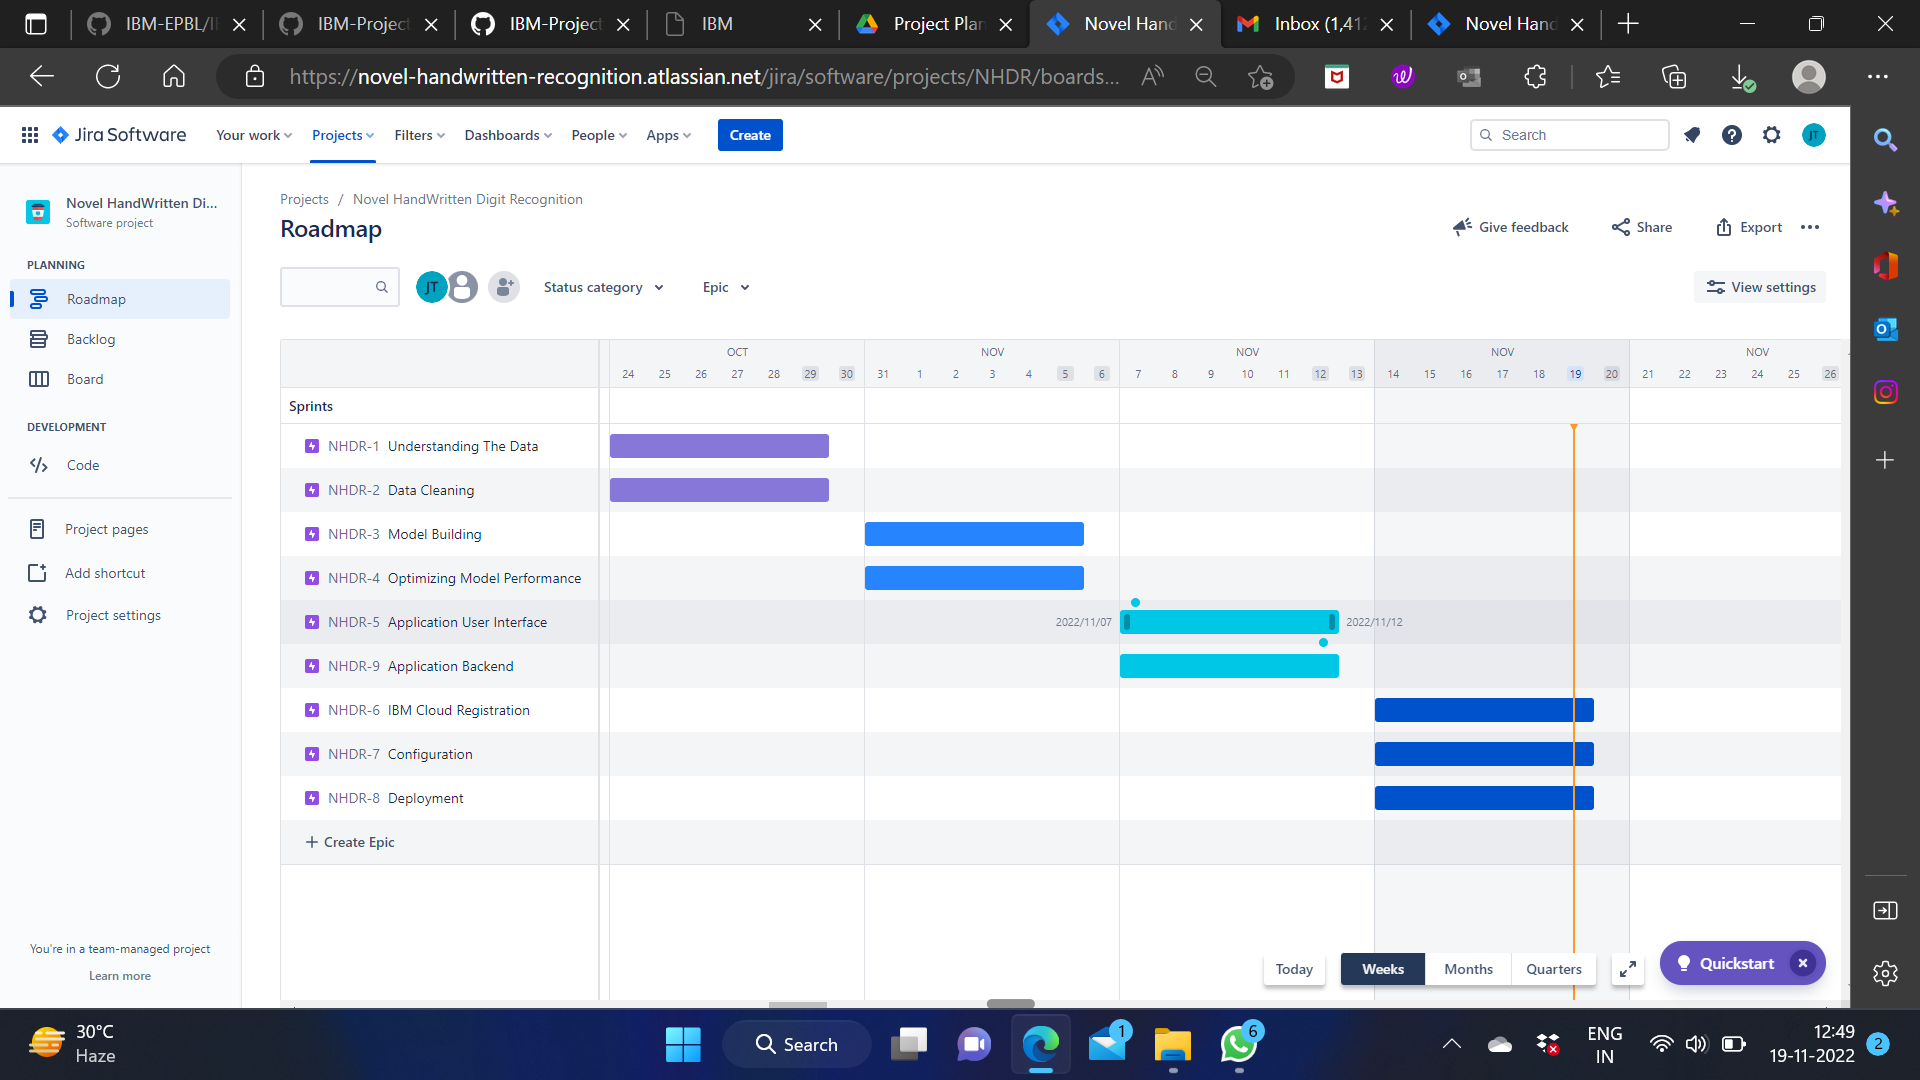 IBM-EPBL/I
IBM-Project
IBM-Project
IBM
Project Plan
Novel Hand
Inbox (1,412
Novel Hand
https://novel-handwritten-recognition.atlassian.net/jira/software/projects/NHDR/boards...
Jira Software
Your work
Projects
Filters
Dashboards
People
Apps
Create
Search
JT
Novel HandWritten Di...
Software project
PLANNING
Roadmap
Backlog
Board
DEVELOPMENT
Code
Project pages
Add shortcut
Project settings
You're in a team-managed project
Learn more
Projects / Novel HandWritten Digit Recognition
Roadmap
Give feedback
Share
Export
JT
Status category
Epic
View settings
OCT NOV NOV NOV NOV
24 25 26 27 28 29 30 31 1 2 3 4 5 6 7 8 9 10 11 12 13 14 15 16 17 18 19 20 21 22 23 24 25 26
Sprints
NHDR-1 Understanding The Data
NHDR-2 Data Cleaning
NHDR-3 Model Building
NHDR-4 Optimizing Model Performance
NHDR-5 Application User Interface 2022/11/07 2022/11/12
NHDR-9 Application Backend
NHDR-6 IBM Cloud Registration
NHDR-7 Configuration
NHDR-8 Deployment
+ Create Epic
Today
Weeks
Months
Quarters
Quickstart
30°C
Haze
Search
1
6
ENG
IN
12:49
19-11-2022
2